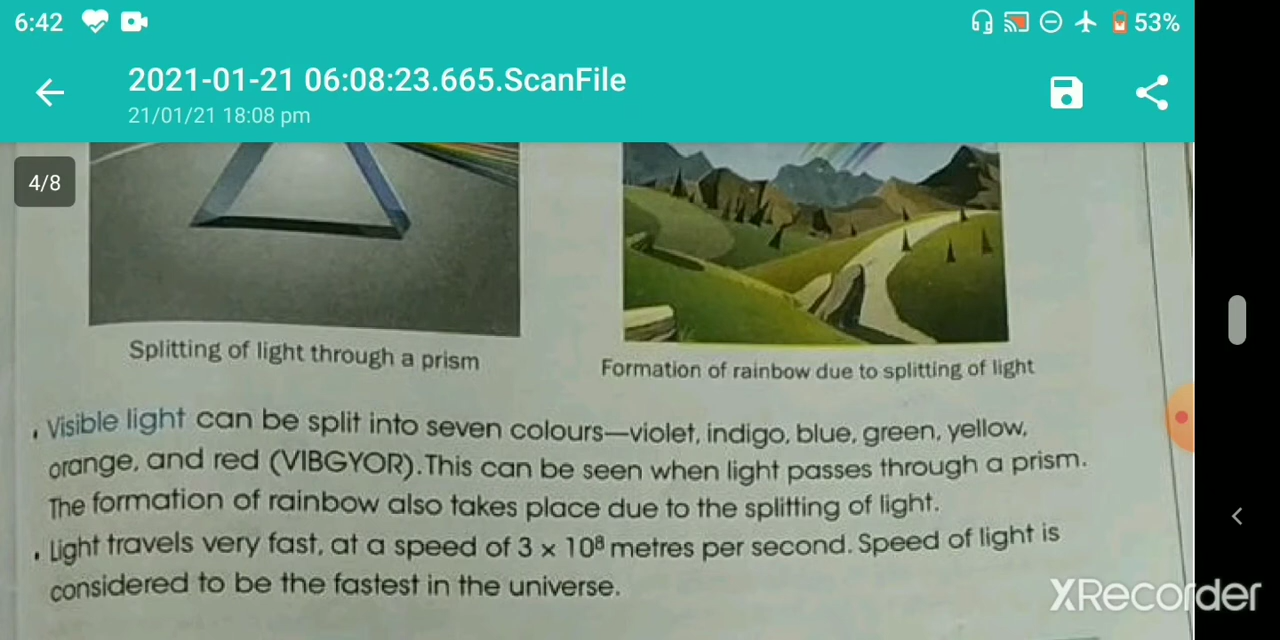 6:42 53%
2021-01-21 06:08:23.665.ScanFile
21/01/21 18:08 pm
4/8
Splitting of light through a prism
Formation of rainbow due to splitting of light
• Visible light can be split into seven colours—violet, indigo, blue, green, yellow,
orange, and red (VIBGYOR). This can be seen when light passes through a prism.
The formation of rainbow also takes place due to the splitting of light.
• Light travels very fast, at a speed of 3 × 10⁸ metres per second. Speed of light is
considered to be the fastest in the universe.
XRecorder